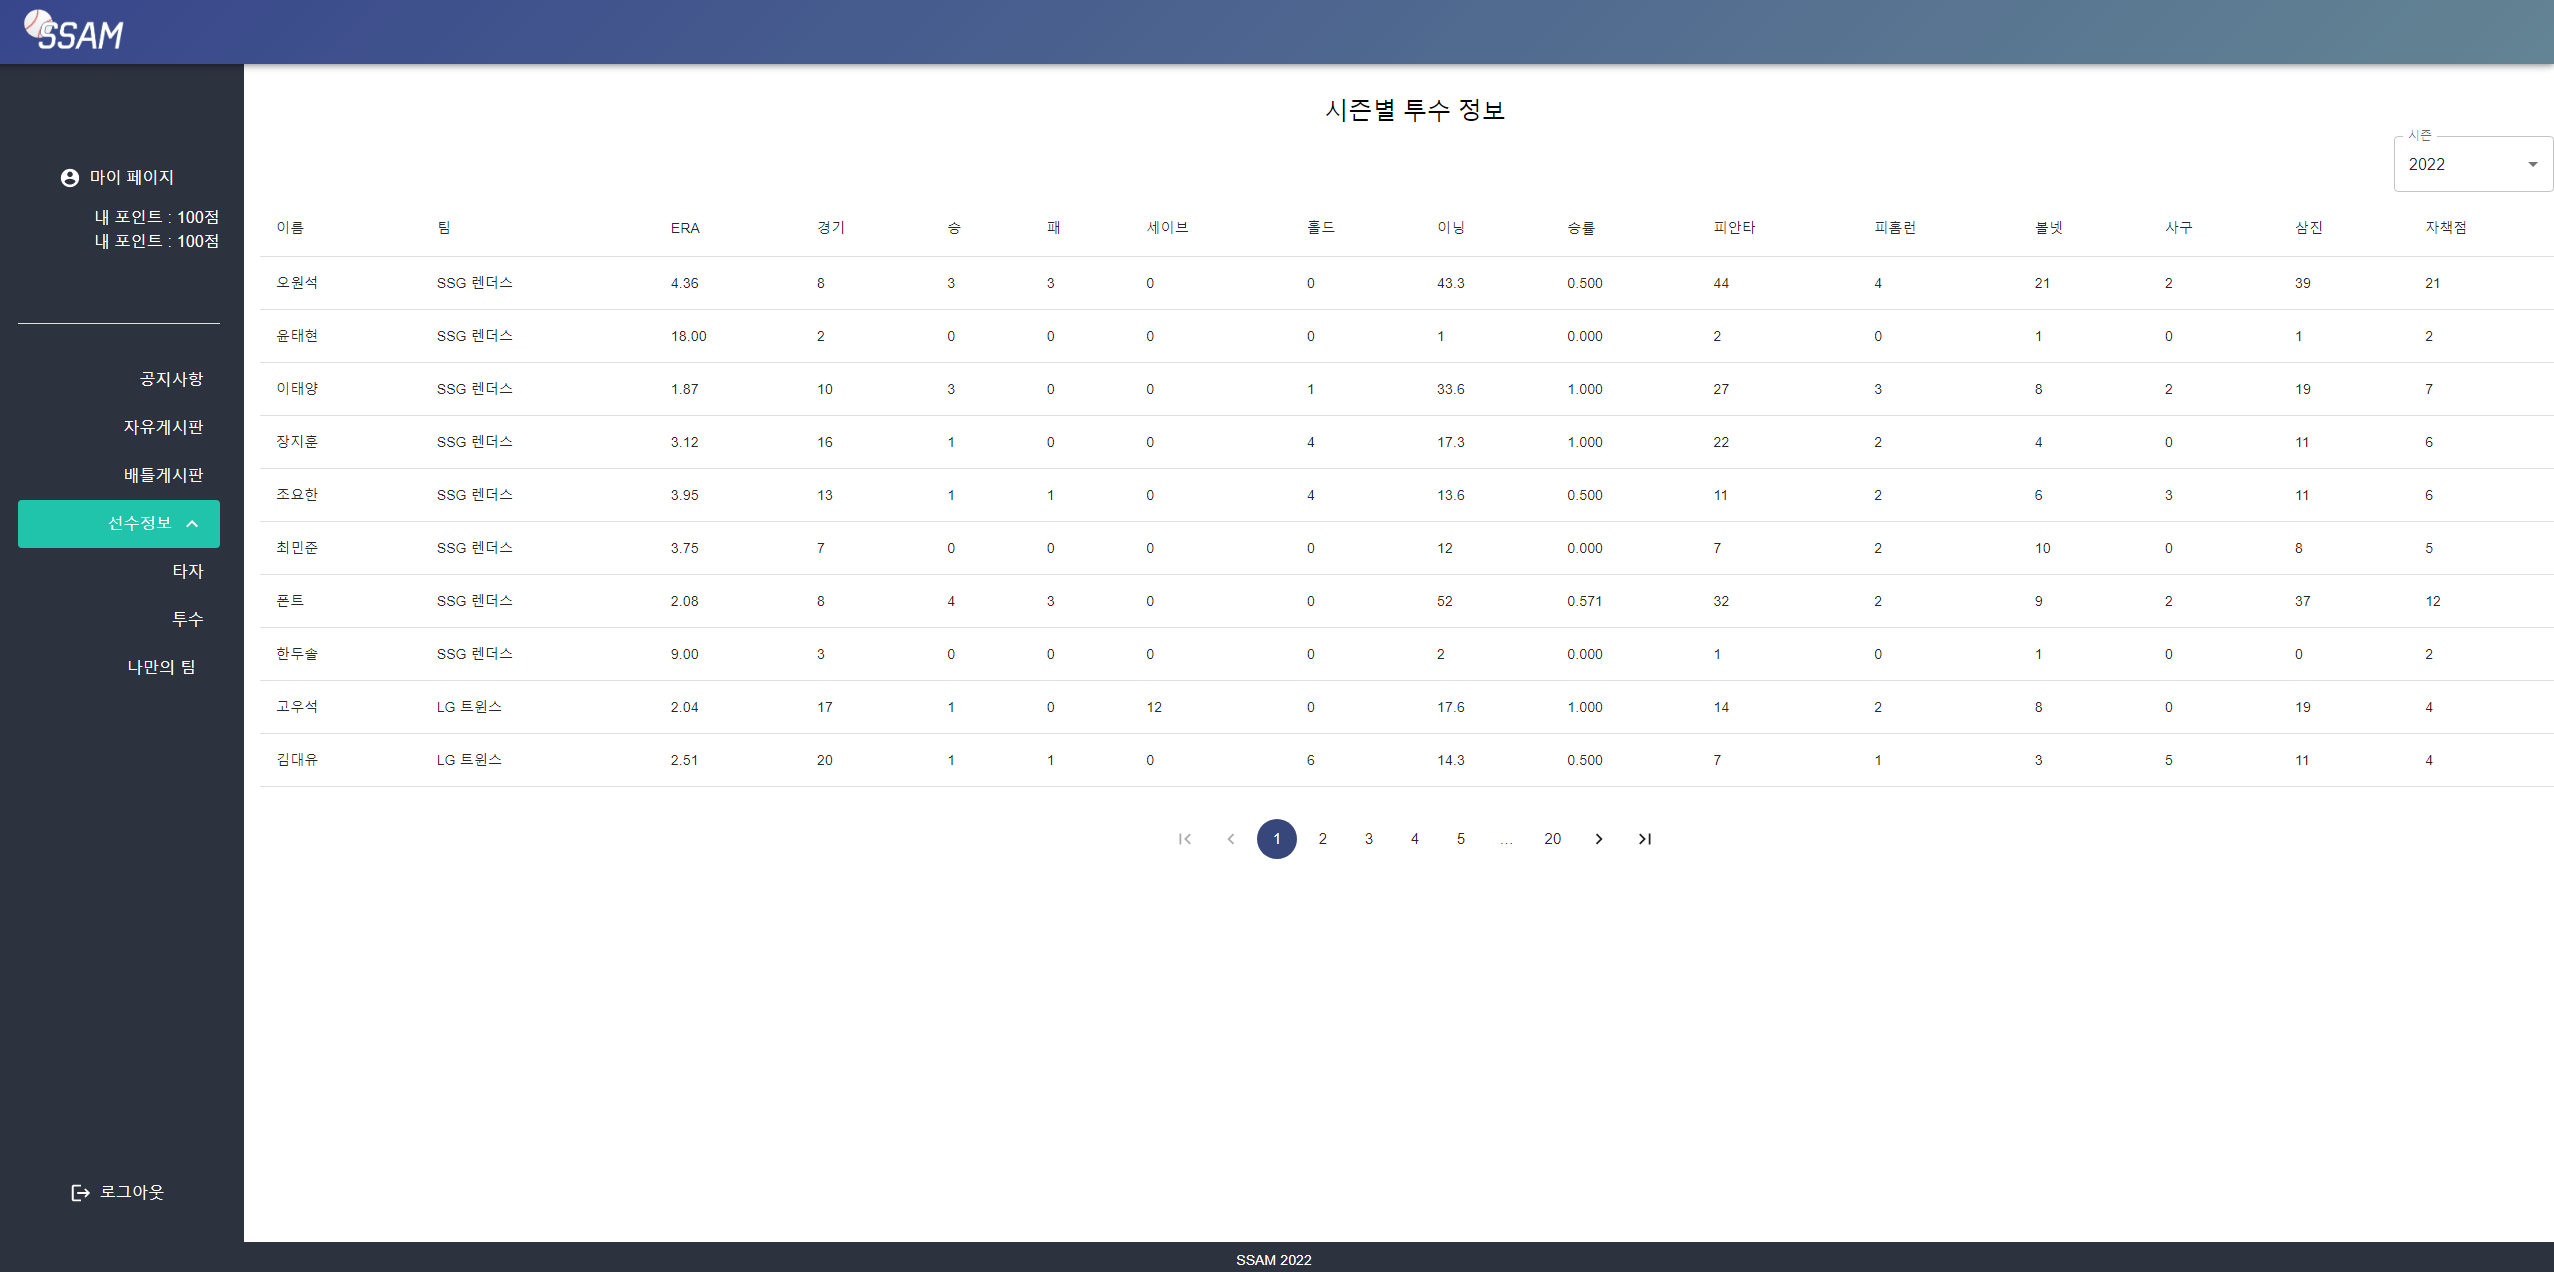 SSAM
마이 페이지
내 포인트 : 100점
내 포인트 : 100점
공지사항
자유게시판
배틀게시판
선수정보
타자
투수
나만의 팀
로그아웃
시즌별 투수 정보
시즌
2022
이름 팀 ERA 경기 승 패 세이브 홀드 이닝 승률 피안타 피홈런 볼넷 사구 삼진 자책점
오원석 SSG 렌더스 4.36 8 3 3 0 0 43.3 0.500 44 4 21 2 39 21
윤태현 SSG 렌더스 18.00 2 0 0 0 0 1 0.000 2 0 1 0 1 2
이태양 SSG 렌더스 1.87 10 3 0 0 1 33.6 1.000 27 3 8 2 19 7
장지훈 SSG 렌더스 3.12 16 1 0 0 4 17.3 1.000 22 2 4 0 11 6
조요한 SSG 렌더스 3.95 13 1 1 0 4 13.6 0.500 11 2 6 3 11 6
최민준 SSG 렌더스 3.75 7 0 0 0 0 12 0.000 7 2 10 0 8 5
폰트 SSG 렌더스 2.08 8 4 3 0 0 52 0.571 32 2 9 2 37 12
한두솔 SSG 렌더스 9.00 3 0 0 0 0 2 0.000 1 0 1 0 0 2
고우석 LG 트윈스 2.04 17 1 0 12 0 17.6 1.000 14 2 8 0 19 4
김대유 LG 트윈스 2.51 20 1 1 0 6 14.3 0.500 7 1 3 5 11 4
1 2 3 4 5 ... 20
SSAM 2022